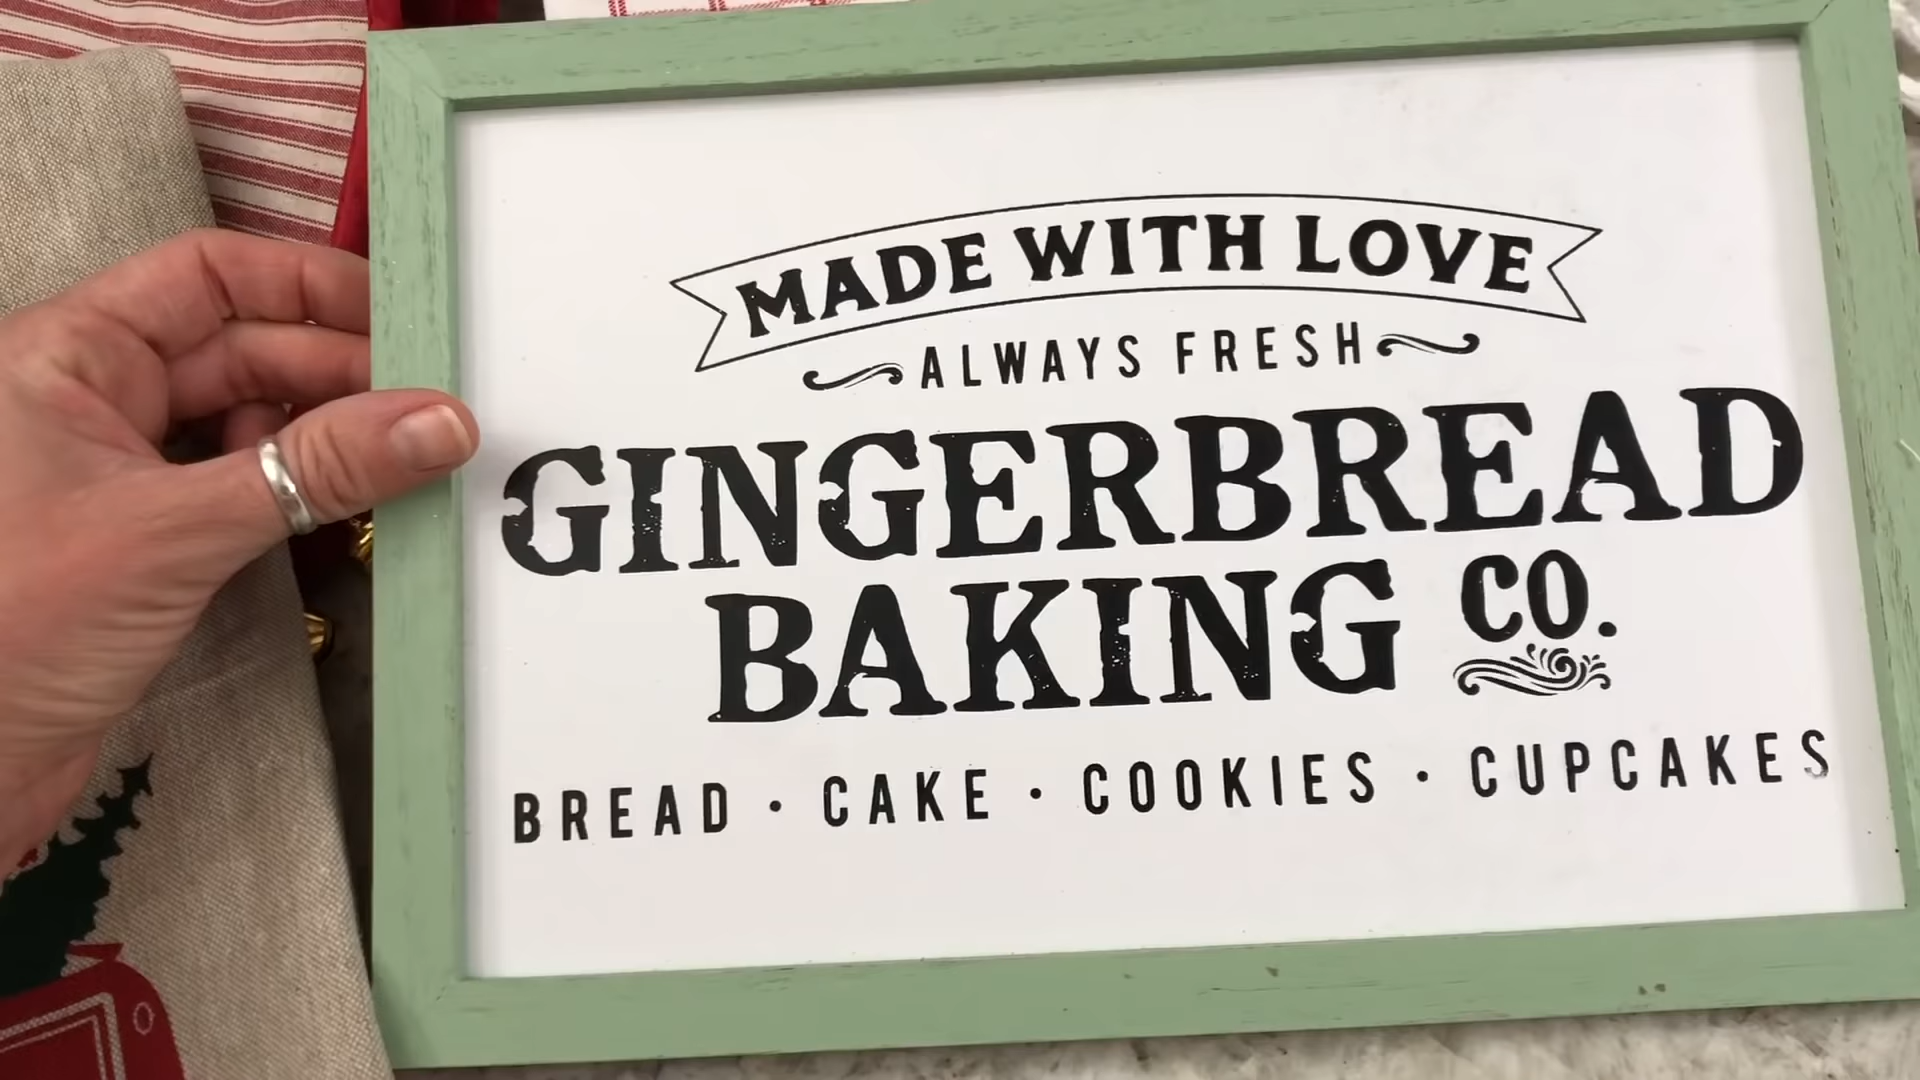 MADE WITH LOVE
ALWAYS FRESH
GINGERBREAD
BAKING CO.
BREAD · CAKE · COOKIES · CUPCAKES